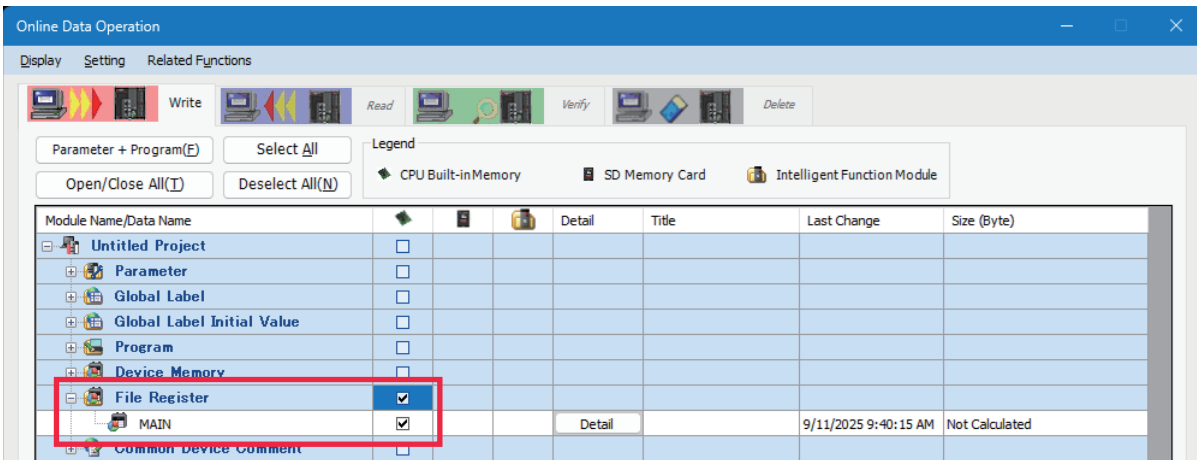 Online Data Operation
Display Setting Related Functions
Write Read Verify Delete
Parameter + Program(F) Select All Legend
CPU Built-inMemory SD Memory Card Intelligent Function Module
Open/Close All(T) Deselect All(N)
Module Name/Data Name Detail Title Last Change Size (Byte)
Untitled Project
Parameter
Global Label
Global Label Initial Value
Program
Device Memory
File Register
MAIN Detail 9/11/2025 9:40:15 AM Not Calculated
Common Device Comment